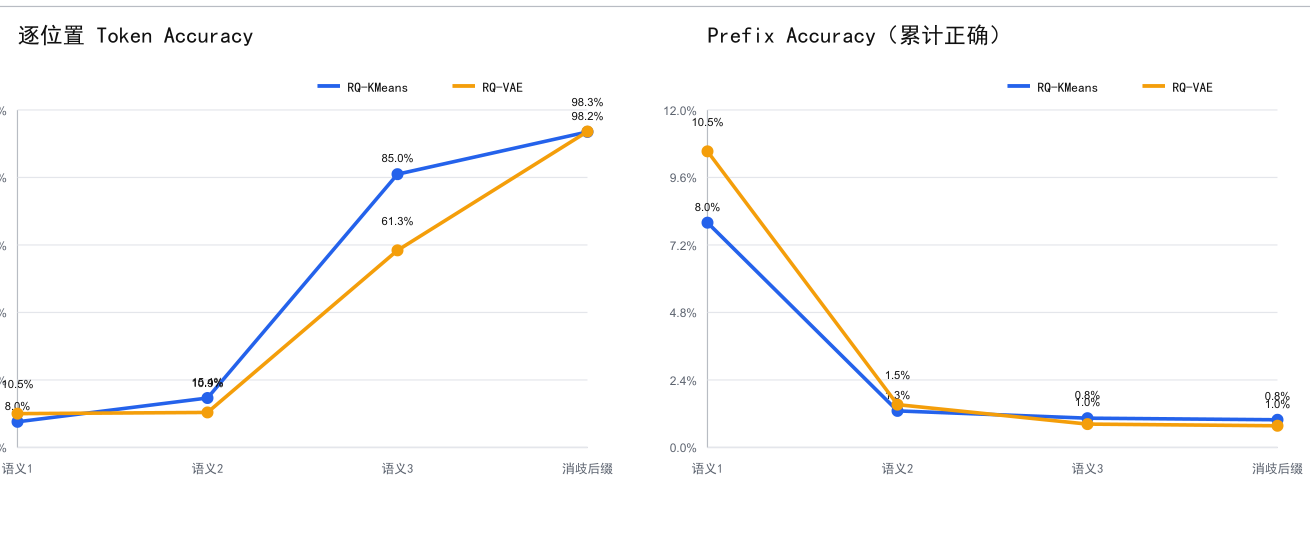 逐位置 Token Accuracy
RQ-KMeans
RQ-VAE
98.3%
98.2%
85.0%
61.3%
10.5%
8.0%
语义1
语义2
语义3
消歧后缀
Prefix Accuracy（累计正确）
RQ-KMeans
RQ-VAE
12.0%
9.6%
7.2%
4.8%
2.4%
0.0%
10.5%
8.0%
1.5%
0.8%
1.0%
0.8%
1.0%
语义1
语义2
语义3
消歧后缀